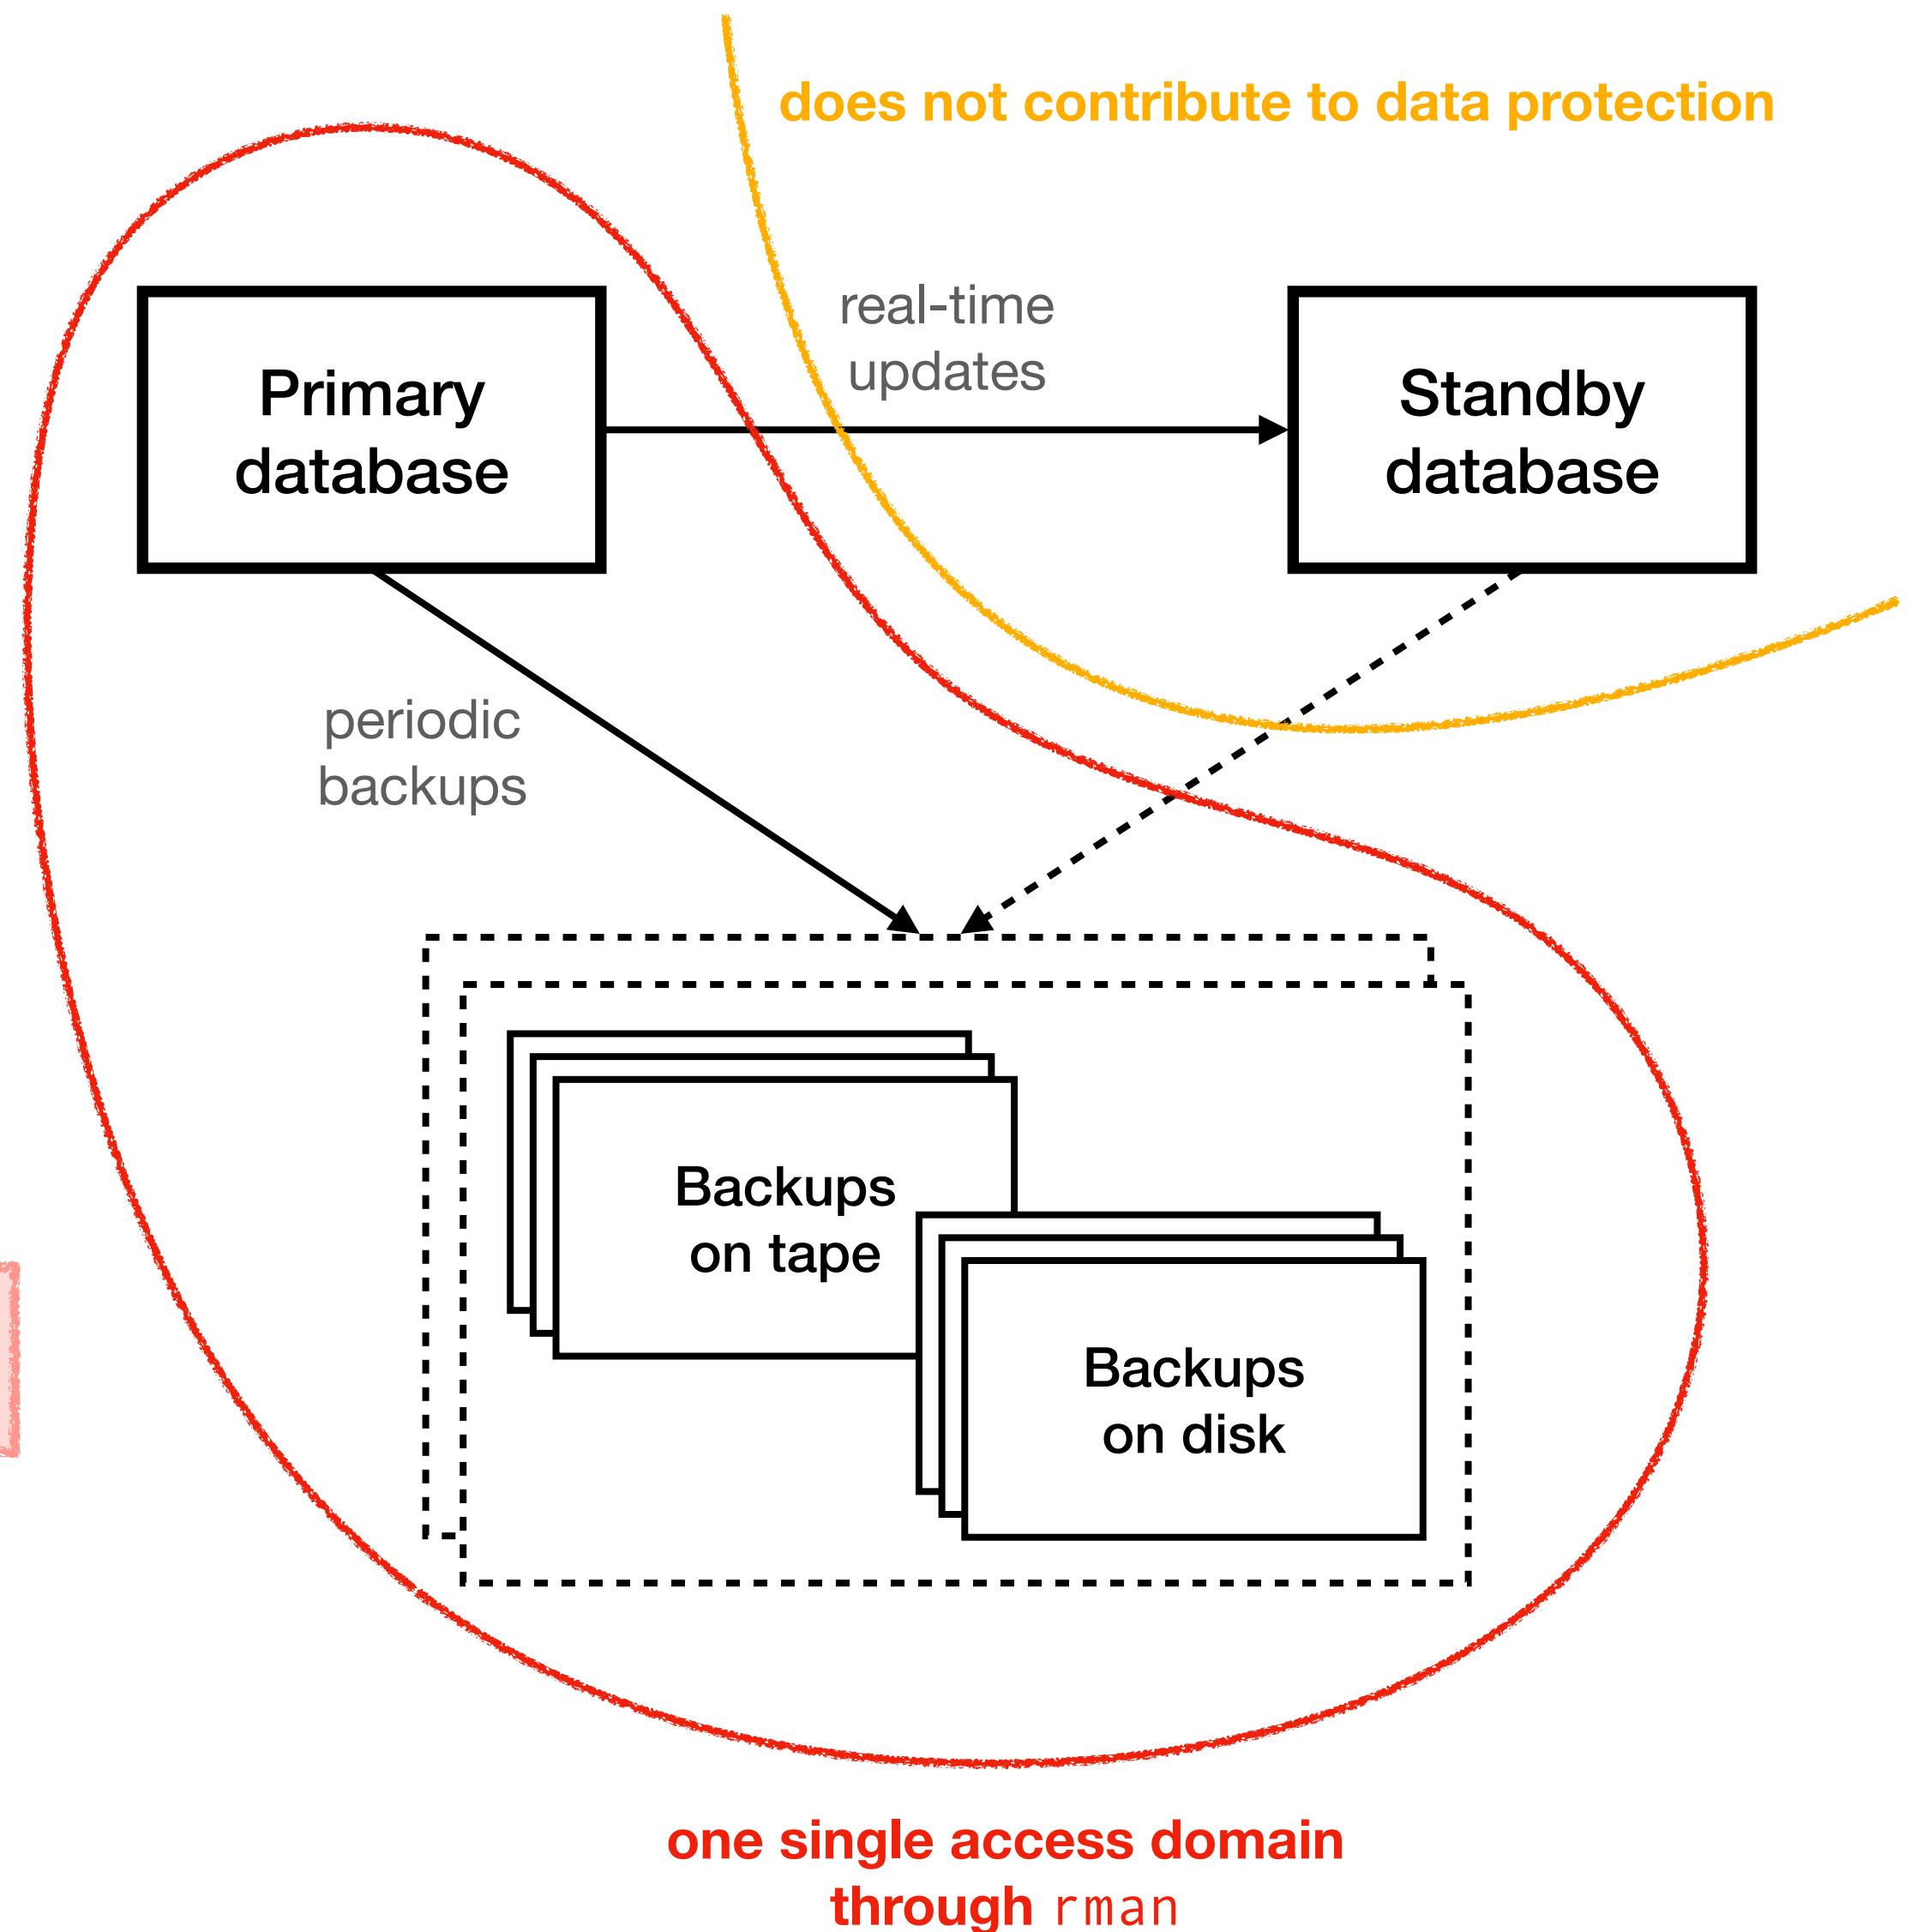 does not contribute to data protection
real-time
updates
Primary
database
Standby
database
periodic
backups
Backups
on tape
Backups
on disk
one single access domain
through rman